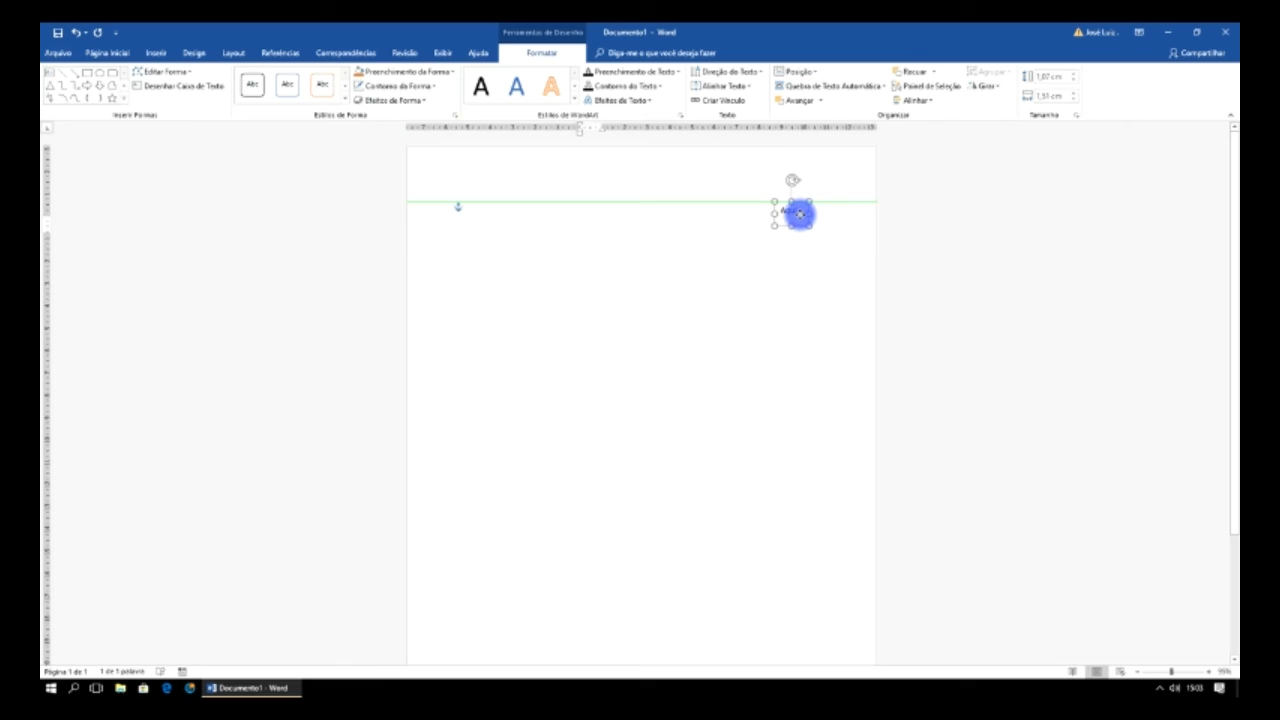 Ferramentas de Desenho
Documento1 - Word
José Luiz .
Arquivo Página Inicial Inserir Design Layout Referências Correspondências Revisão Exibir Ajuda Formatar Diga-me o que você deseja fazer Compartilhar
Editar Forma
Desenhar Caixa de Texto
Inserir Formas
Abc Abc Abc
Preenchimento da Forma
Contorno da Forma
Efeitos de Forma
Estilos de Forma
A A A
Preenchimento de Texto
Contorno do Texto
Efeitos de Texto
Estilos de WordArt
Direção do Texto
Alinhar Texto
Criar Vínculo
Texto
Posição
Quebra de Texto Automática
Avançar
Recuar
Painel de Seleção
Alinhar
Agrupar
Girar
Organizar
1,07 cm
1,51 cm
Tamanho
Página 1 de 1 1 de 1 palavra
99%
Documento1 - Word
15:03